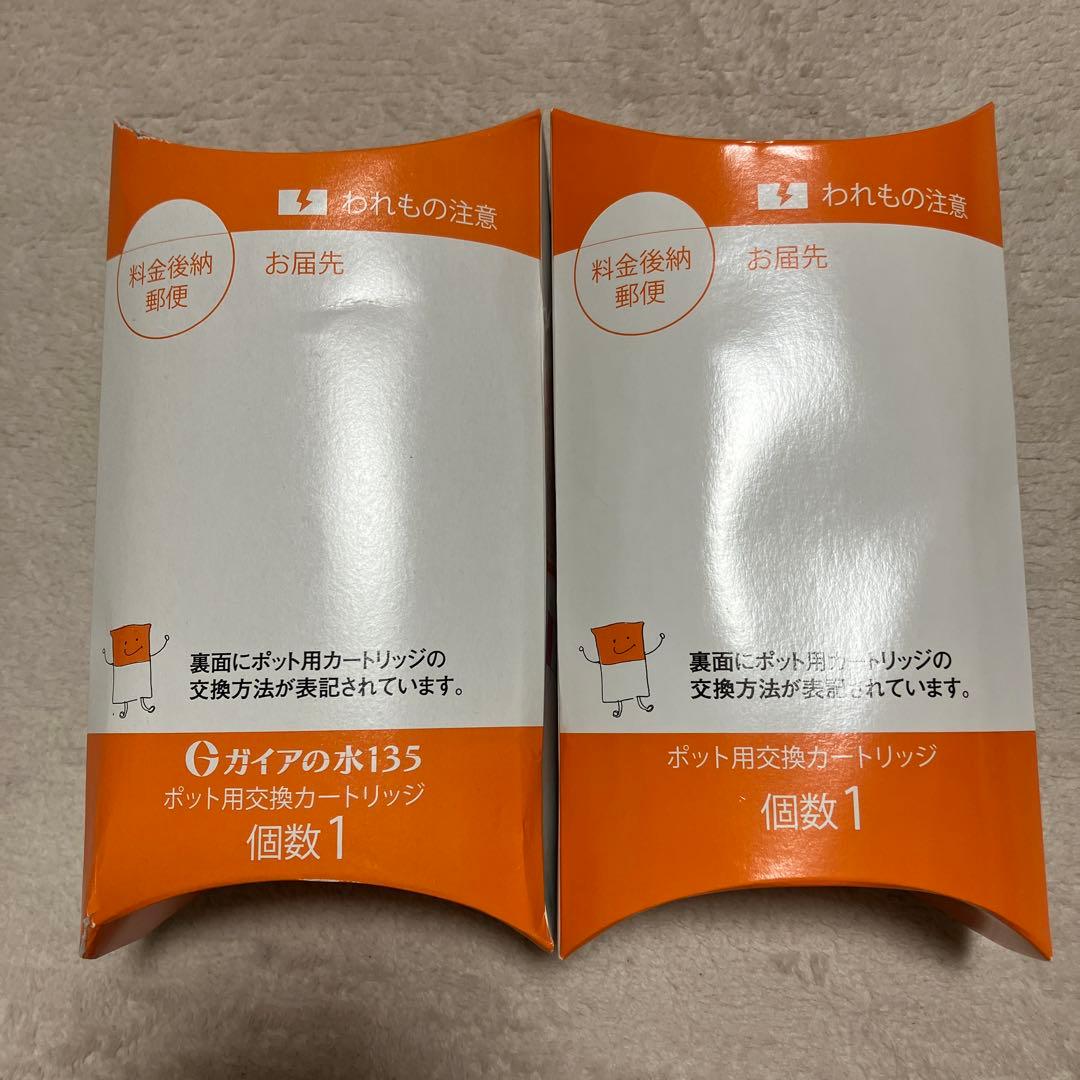 われもの注意
料金後納
郵便
お届先
裏面にポット用カートリッジの
交換方法が表記されています。
ガイアの水135
ポット用交換カートリッジ
個数1
われもの注意
料金後納
郵便
お届先
裏面にポット用カートリッジの
交換方法が表記されています。
ポット用交換カートリッジ
個数1